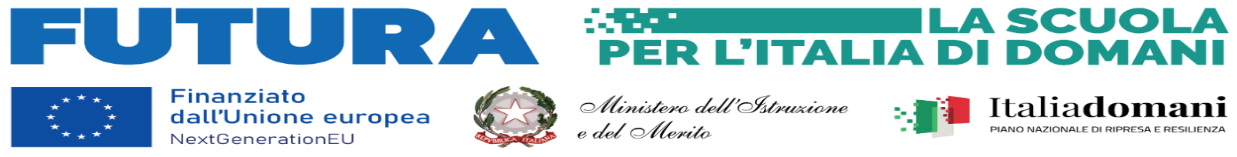 FUTURA
LA SCUOLA
PER L'ITALIA DI DOMANI
Finanziato
dall'Unione europea
NextGenerationEU
Ministero dell'Istruzione
e del Merito
Italiadomani
PIANO NAZIONALE DI RIPRESA E RESILIENZA